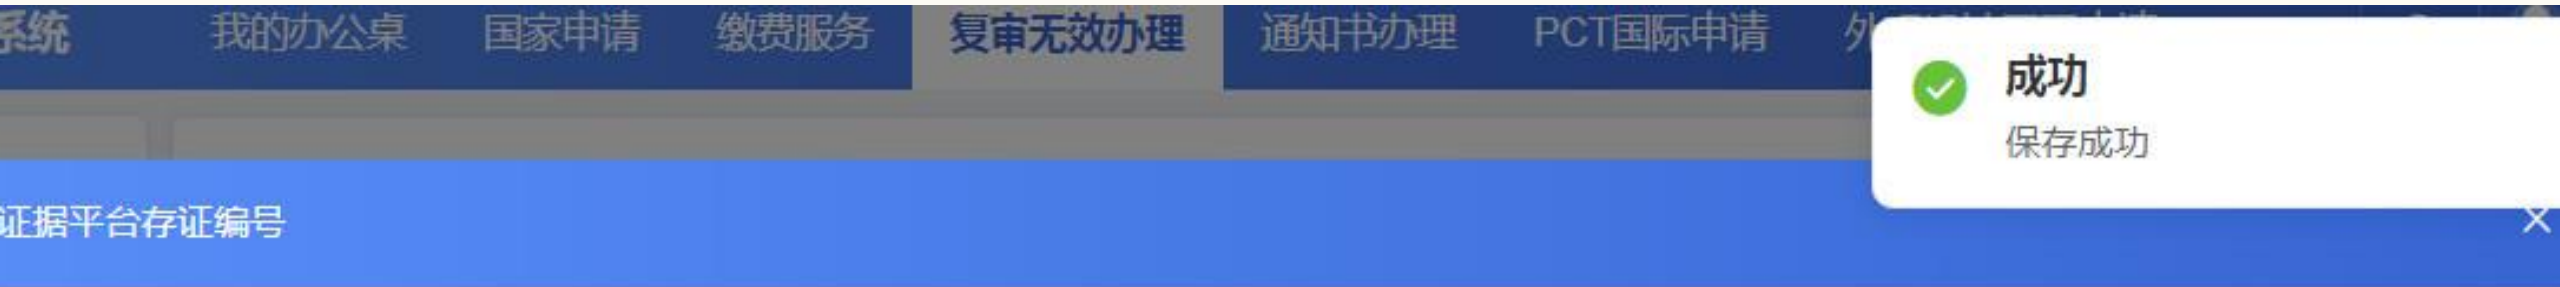 系统 我的办公桌 国家申请 缴费服务 复审无效办理 通知书办理 PCT国际申请 外
成功
保存成功
证据平台存证编号